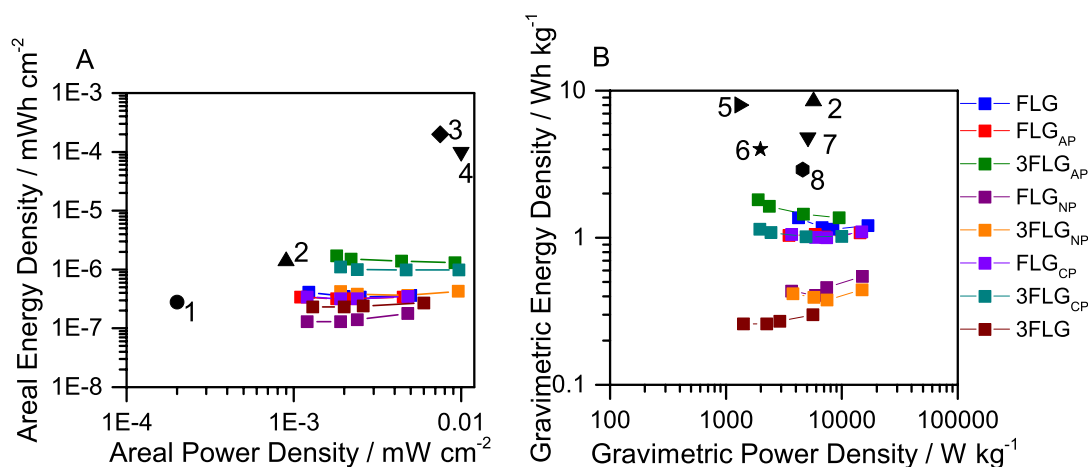 A
Areal Energy Density / mWh cm-2
1E-3
1E-4
1E-5
1E-6
1E-7
1E-8
1
2
3
4
1E-4
1E-3
0.01
Areal Power Density / mW cm-2
B
Gravimetric Energy Density / Wh kg-1
10
1
0.1
5
2
6
7
8
100
1000
10000
100000
Gravimetric Power Density / W kg-1
FLG
FLGAP
3FLGAP
FLGNP
3FLGNP
FLGCP
3FLGCP
3FLG